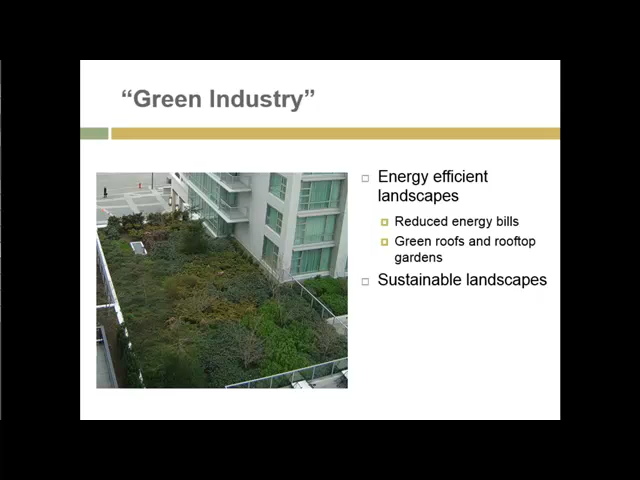 “Green Industry”
Energy efficient
landscapes
Reduced energy bills
Green roofs and rooftop
gardens
Sustainable landscapes